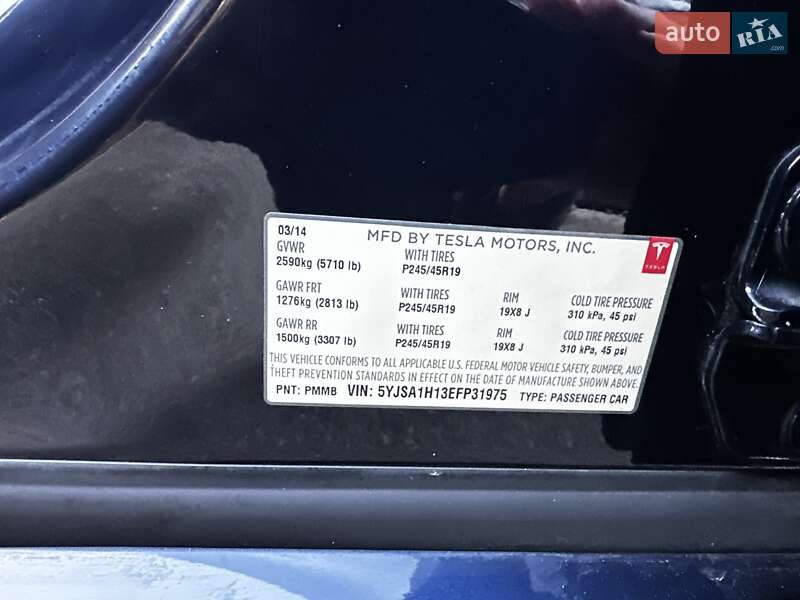 auto RIA.com
03/14 MFD BY TESLA MOTORS, INC.
GVWR WITH TIRES
2590kg (5710 lb) P245/45R19
TESLA
GAWR FRT WITH TIRES RIM COLD TIRE PRESSURE
1276kg (2813 lb) P245/45R19 19X8 J 310 kPa, 45 psi
GAWR RR WITH TIRES RIM COLD TIRE PRESSURE
1500kg (3307 lb) P245/45R19 19X8 J 310 kPa, 45 psi
THIS VEHICLE CONFORMS TO ALL APPLICABLE U.S. FEDERAL MOTOR VEHICLE SAFETY, BUMPER, AND
THEFT PREVENTION STANDARDS IN EFFECT ON THE DATE OF MANUFACTURE SHOWN ABOVE.
PNT: PMMB VIN: 5YJSA1H13EFP31975 TYPE: PASSENGER CAR